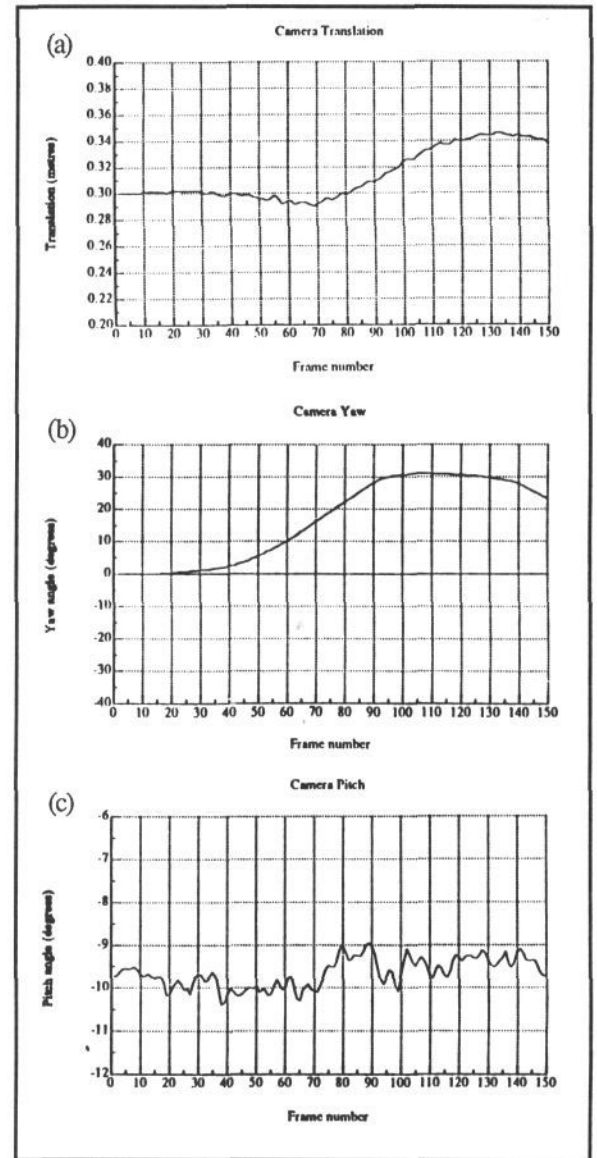 (a)
Camera Translation
0.40
0.38
0.36
0.34
0.32
0.30
0.28
0.26
0.24
0.22
0.20
Translation (metres)
0 10 20 30 40 50 60 70 80 90 100 110 120 130 140 150
Frame number
(b)
Camera Yaw
40
30
20
10
0
-10
-20
-30
-40
Yaw angle (degrees)
0 10 20 30 40 50 60 70 80 90 100 110 120 130 140 150
Frame number
(c)
Camera Pitch
-6
-7
-8
-9
-10
-11
-12
Pitch angle (degrees)
0 10 20 30 40 50 60 70 80 90 100 110 120 130 140 150
Frame number